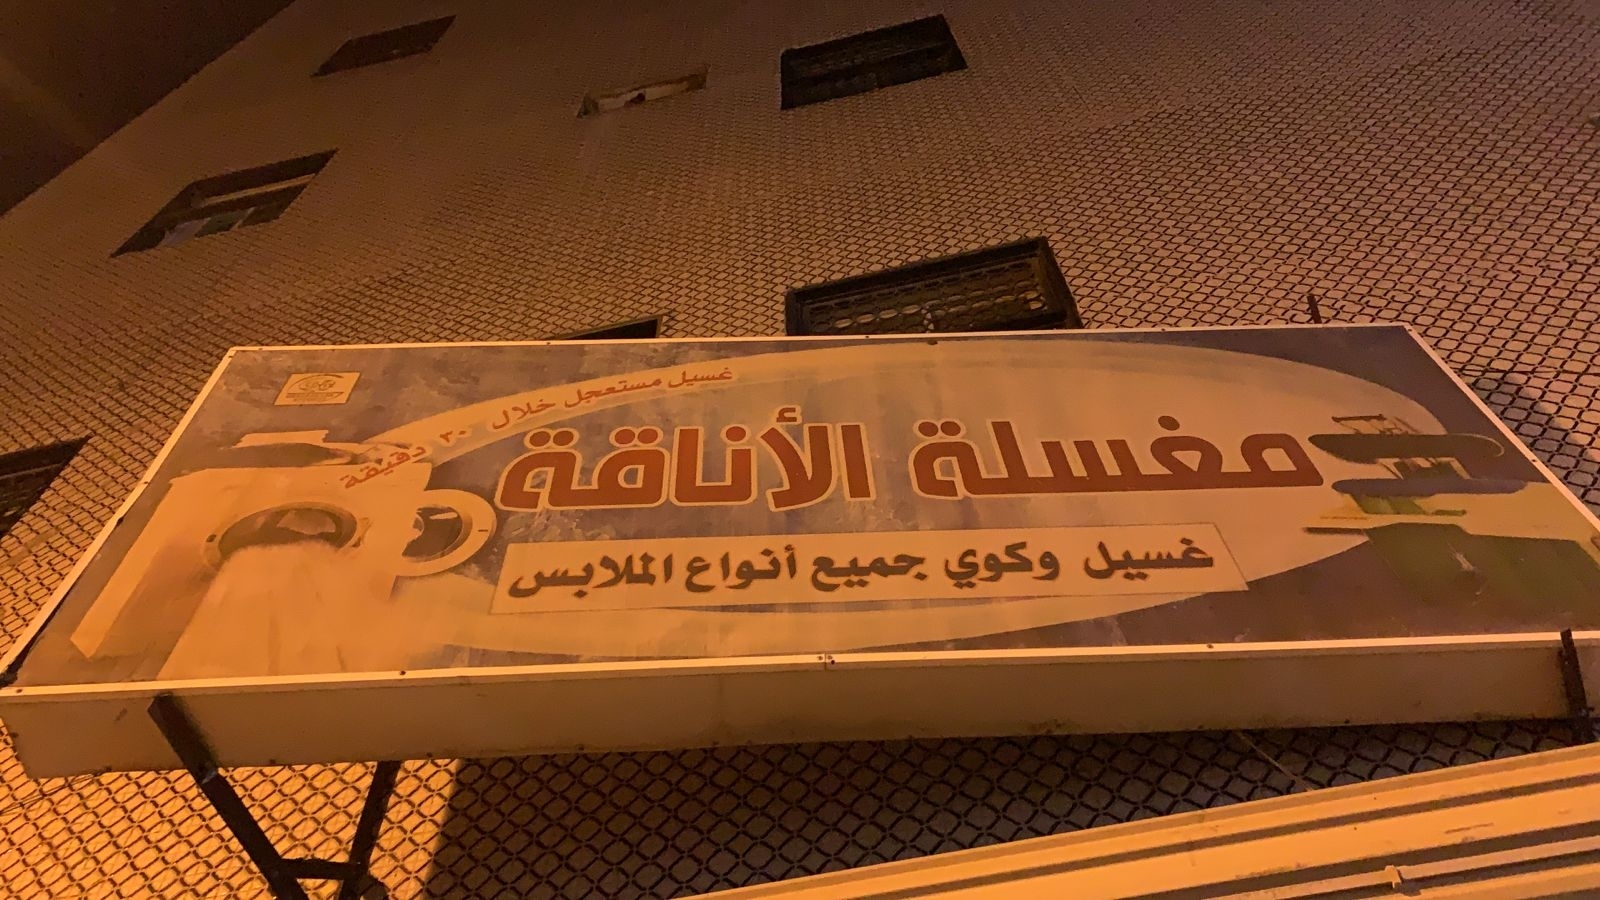 غسيل مستعجل خلال ٣٠ دقيقة
مغسلة الأناقة
غسيل وكوي جميع أنواع الملابس